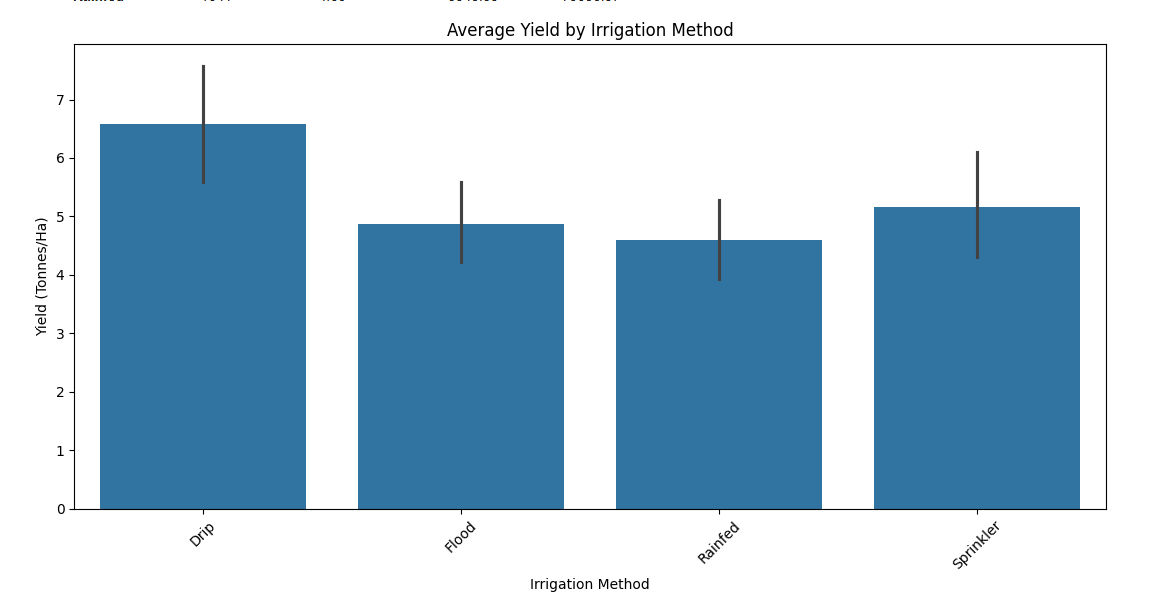 Average Yield by Irrigation Method
Yield (Tonnes/Ha)
7
6
5
4
3
2
1
0
Drip
Flood
Rainfed
Sprinkler
Irrigation Method